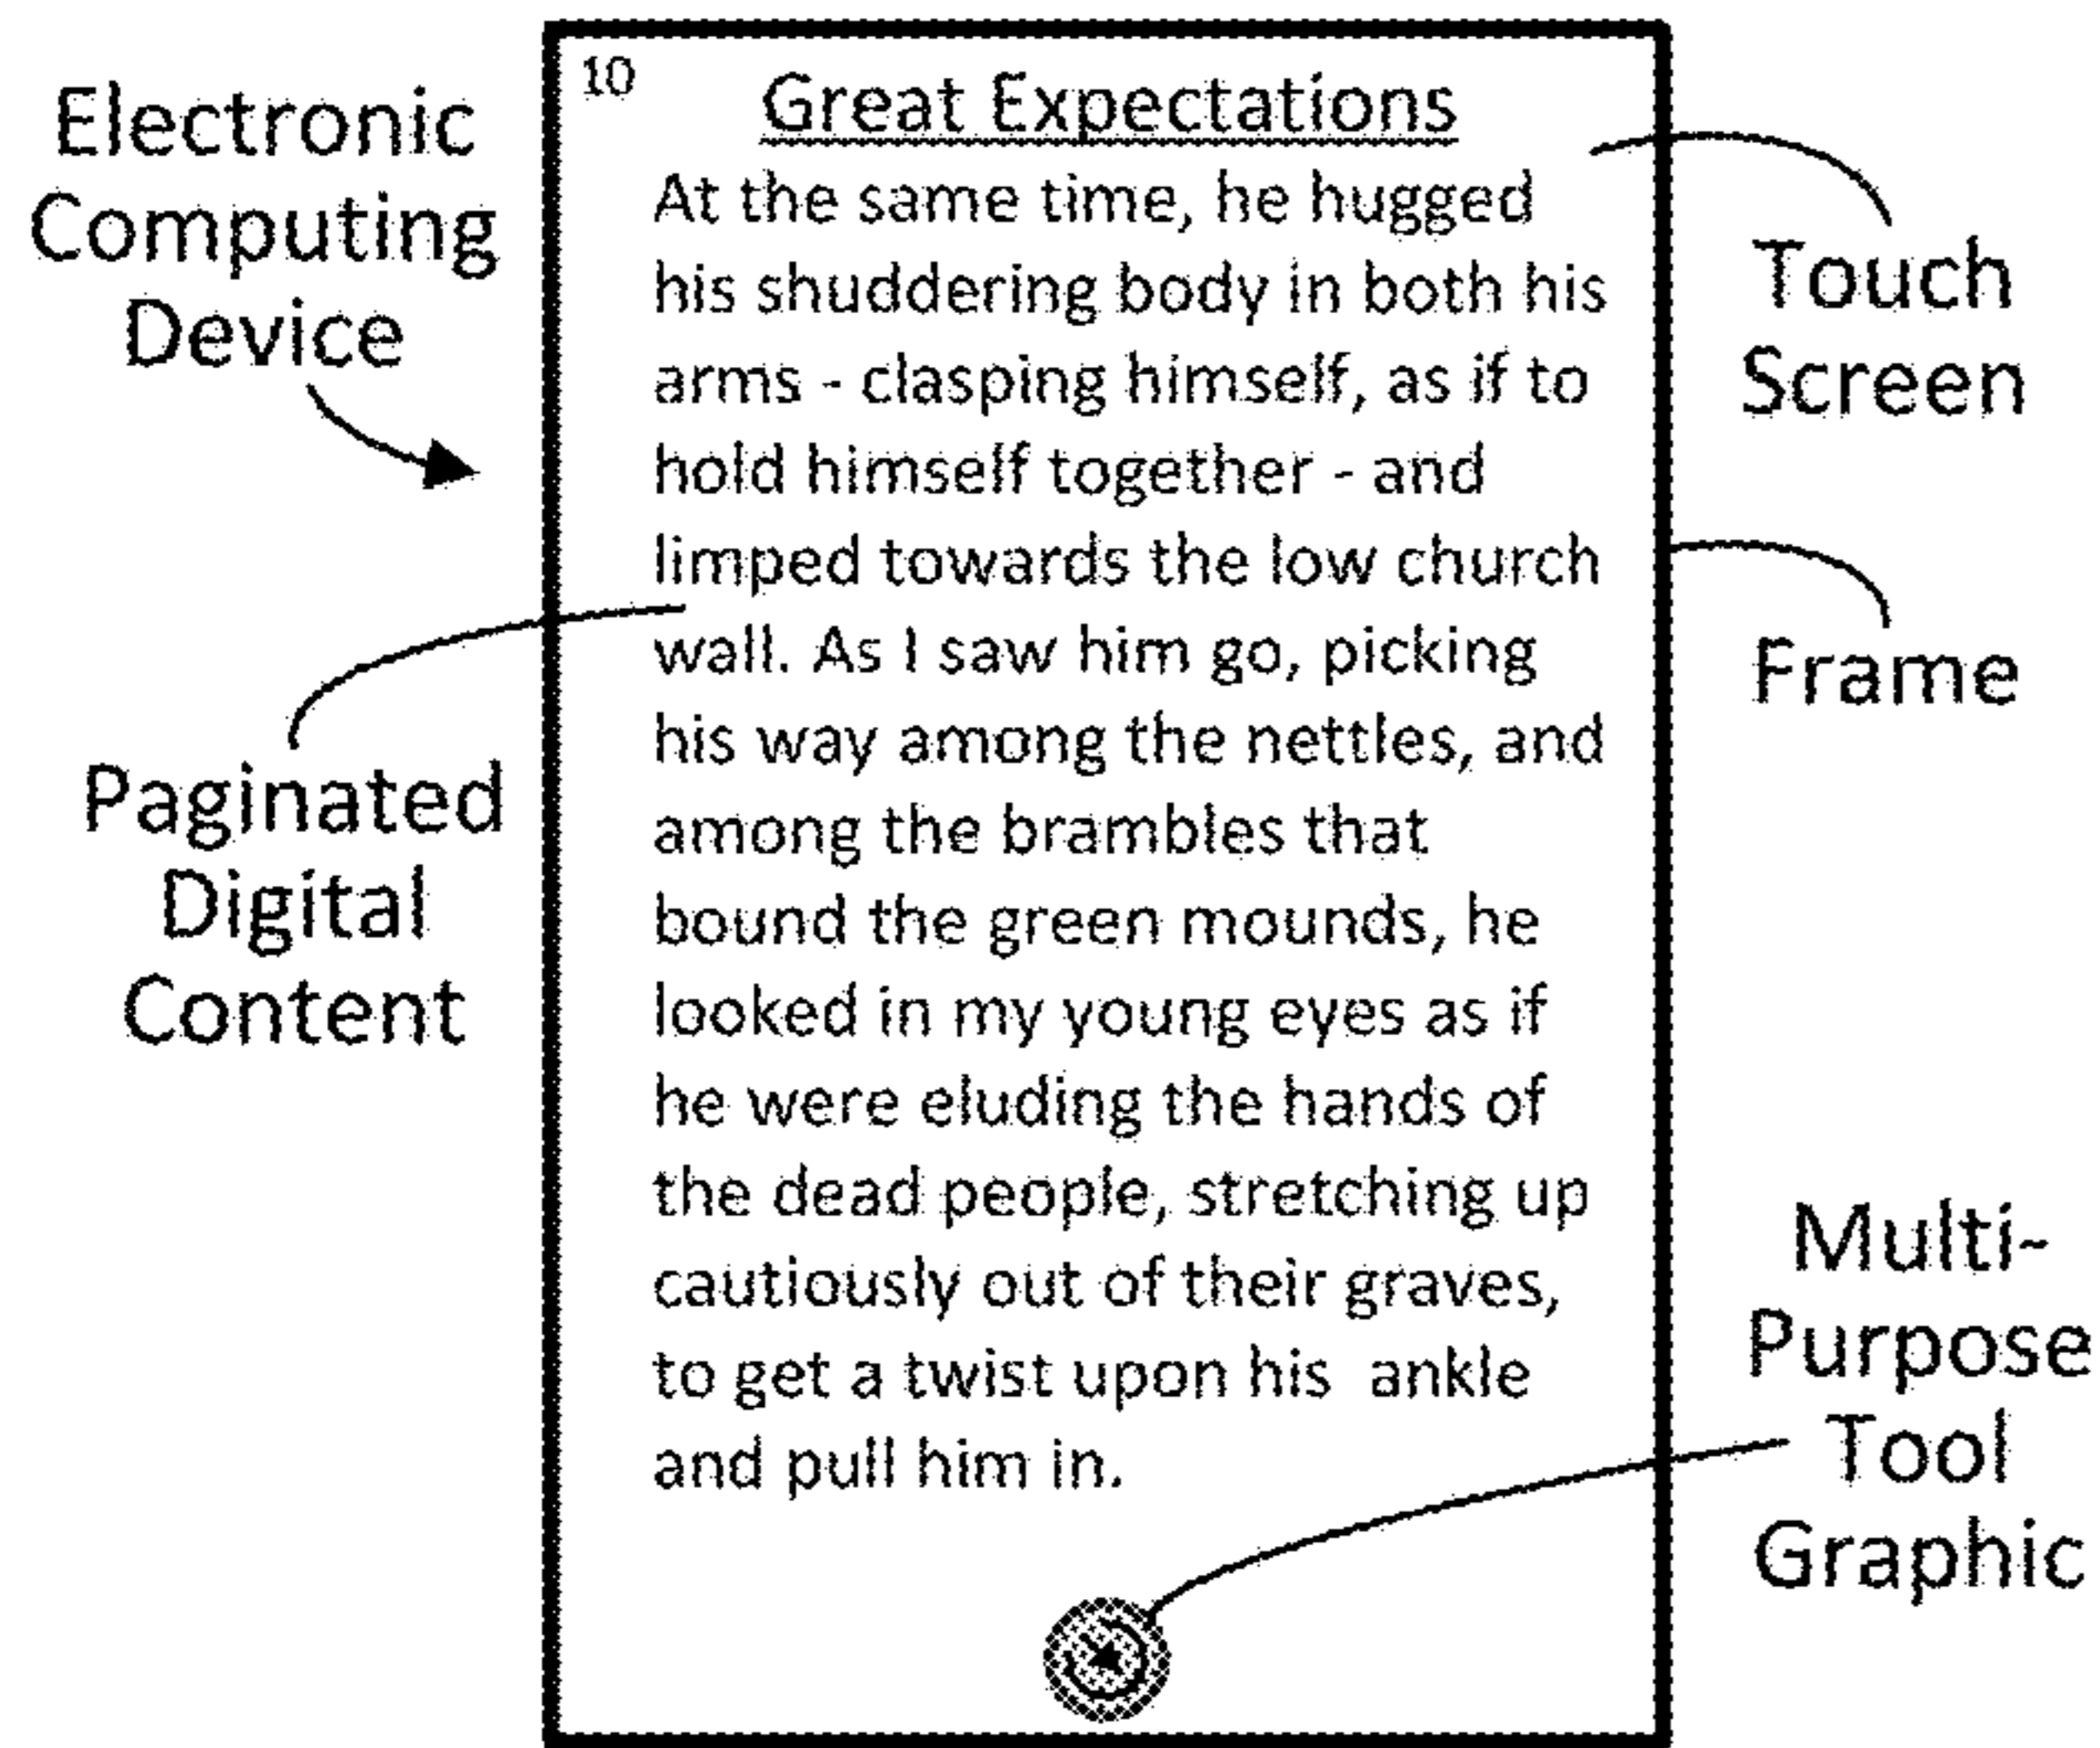 Electronic
Computing
Device
Paginated
Digital
Content
10
Great Expectations
At the same time, he hugged
his shuddering body in both his
arms - clasping himself, as if to
hold himself together - and
limped towards the low church
wall. As I saw him go, picking
his way among the nettles, and
among the brambles that
bound the green mounds, he
looked in my young eyes as if
he were eluding the hands of
the dead people, stretching up
cautiously out of their graves,
to get a twist upon his  ankle
and pull him in.
Touch
Screen
Frame
Multi-
Purpose
Tool
Graphic